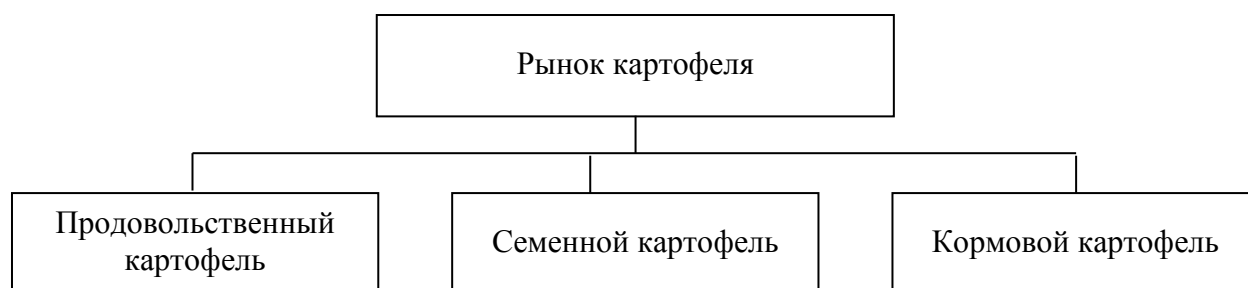 Рынок картофеля
Продовольственный
картофель
Семенной картофель
Кормовой картофель